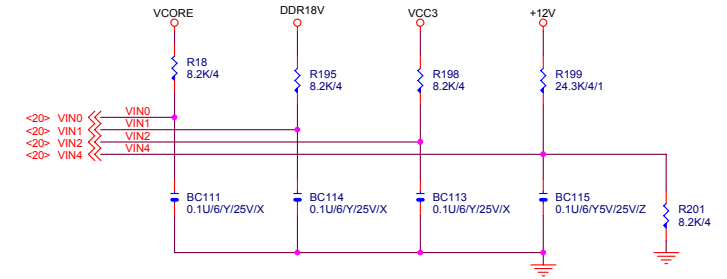 VCORE
DDR18V
VCC3
+12V
R18
8.2K/4
R195
8.2K/4
R198
8.2K/4
R199
24.3K/4/1
<20> VIN0
VIN0
<20> VIN1
VIN1
<20> VIN2
VIN2
<20> VIN4
VIN4
BC111
0.1U/6/Y/25V/X
BC114
0.1U/6/Y/25V/X
BC113
0.1U/6/Y/25V/X
BC115
0.1U/6/Y5V/25V/Z
R201
8.2K/4